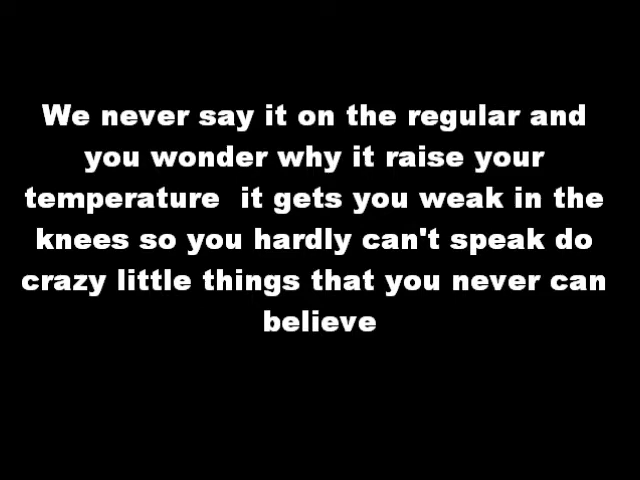 We never say it on the regular and
you wonder why it raise your
temperature  it gets you weak in the
knees so you hardly can't speak do
crazy little things that you never can
believe